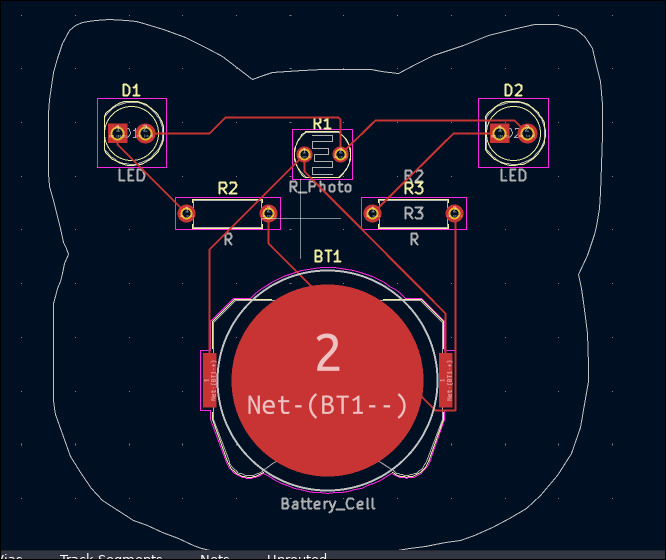 D1
D2
R1
D1
D2
LED
R_Photo
R2
LED
R2
R3
R3
R
R
BT1
2
Net-(BT1--)
1
Net-(BT1-+)
1
Net-(BT1-+)
Battery_Cell
Vias
Track Segments
Nets
Unrouted